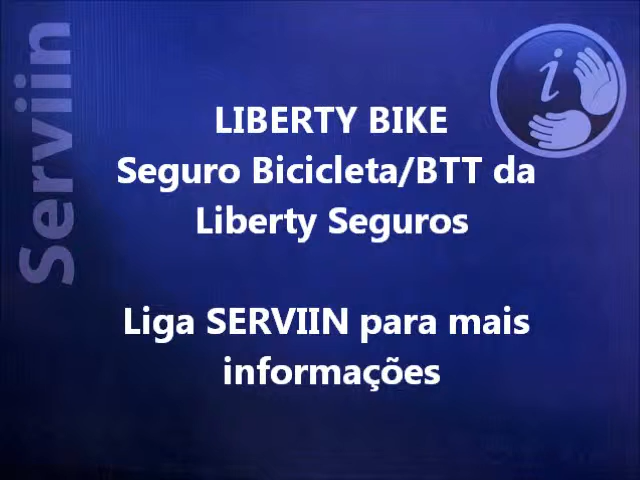 Serviin
i
LIBERTY BIKE
Seguro Bicicleta/BTT da
Liberty Seguros
Liga SERVIIN para mais
informações